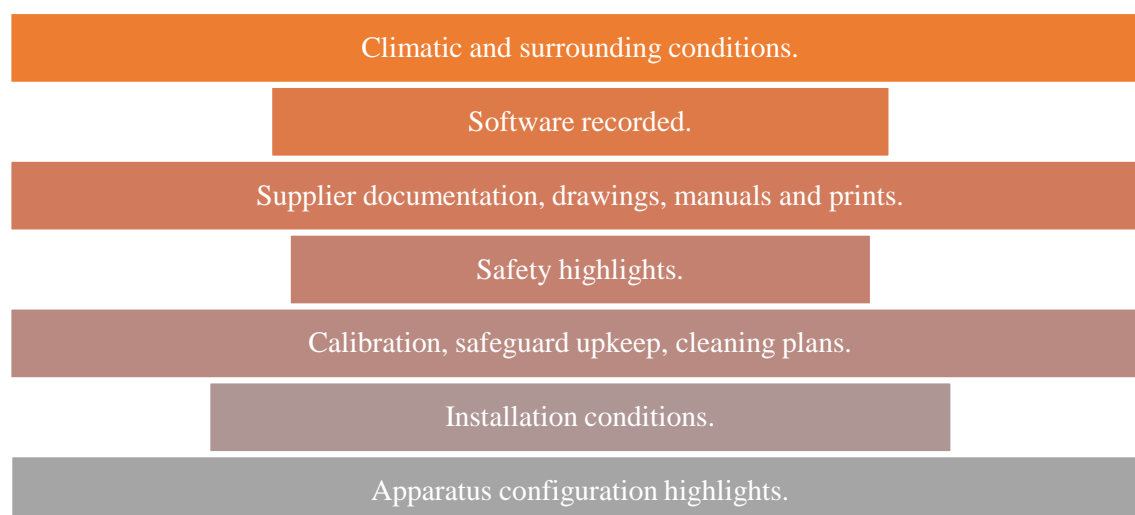 Climatic and surrounding conditions.
Software recorded.
Supplier documentation, drawings, manuals and prints.
Safety highlights.
Calibration, safeguard upkeep, cleaning plans.
Installation conditions.
Apparatus configuration highlights.